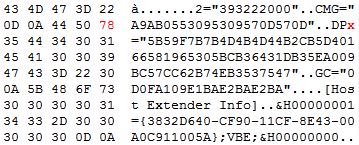 43 4D 47 3D 22 à.......2="393222000"..CMG="
0D 0A 44 50 78 A9AB0553095309570D570D"..DPx
35 44 34 30 31 ="5B59F7B7B4D4B4D44B2CB5D401
45 41 30 30 39 66581965305BCB36431DB35EA009
47 43 3D 22 30 BC57CC62B74EB3537547"..GC="0
0A 5B 48 6F 73 D0FA109E1BAE2BAE2BA"....[Hos
30 30 30 30 31 t Extender Info]..&H00000001
34 33 2D 30 30 ={3832D640-CF90-11CF-8E43-00
30 30 30 0D 0A A0C911005A};VBE;&H00000000..